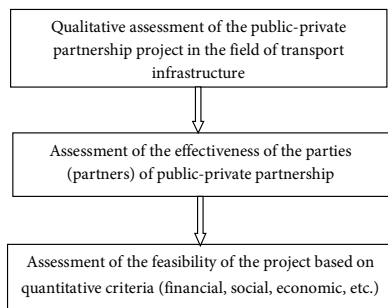 Qualitative assessment of the public-private
partnership project in the field of transport
infrastructure
Assessment of the effectiveness of the parties
(partners) of public-private partnership
Assessment of the feasibility of the project based on
quantitative criteria (financial, social, economic, etc.)